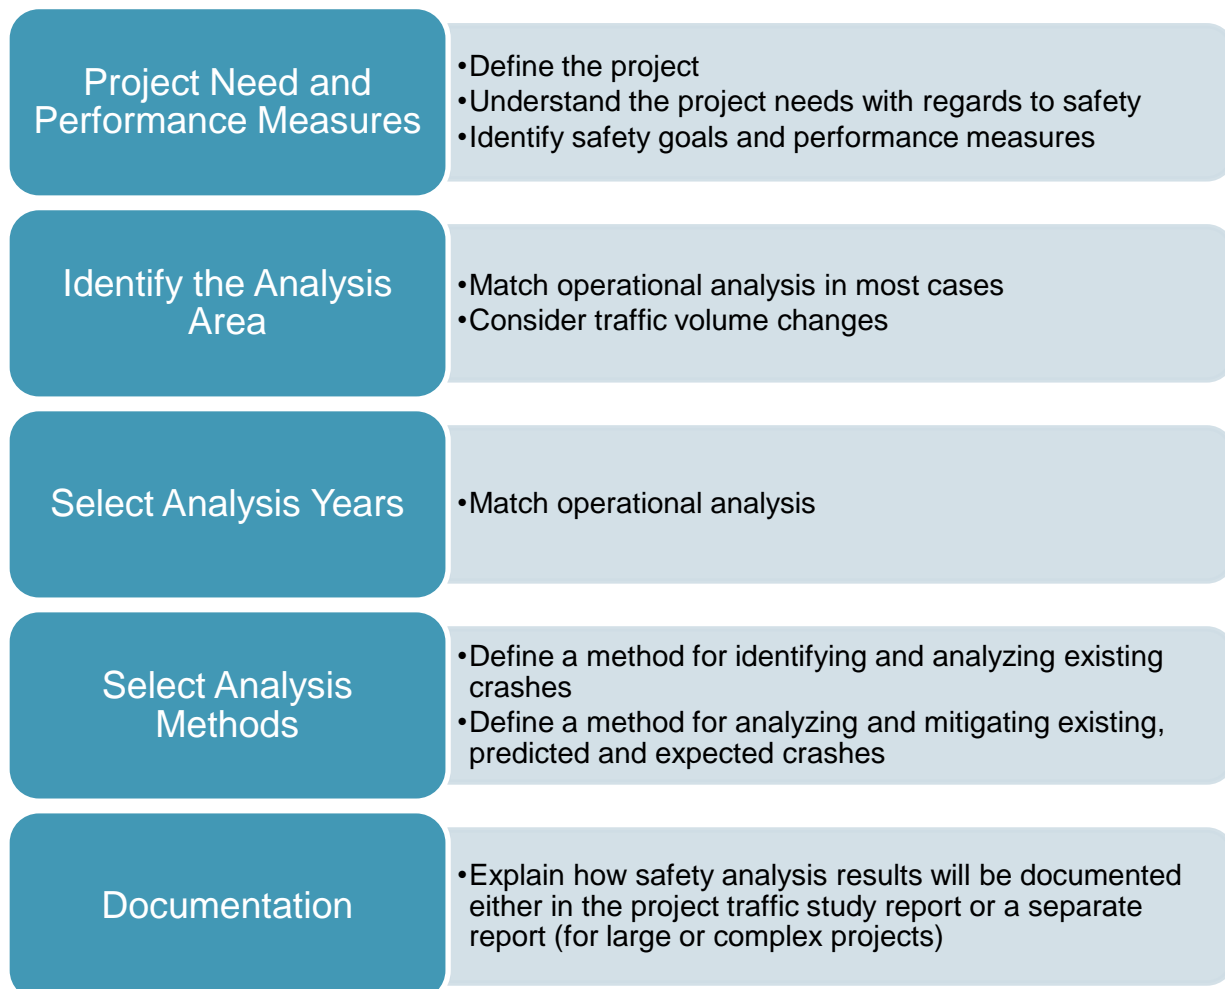 Project Need and
Performance Measures
•Define the project
•Understand the project needs with regards to safety
•Identify safety goals and performance measures
Identify the Analysis
Area
•Match operational analysis in most cases
•Consider traffic volume changes
Select Analysis Years
•Match operational analysis
Select Analysis
Methods
•Define a method for identifying and analyzing existing
crashes
•Define a method for analyzing and mitigating existing,
predicted and expected crashes
Documentation
•Explain how safety analysis results will be documented
either in the project traffic study report or a separate
report (for large or complex projects)